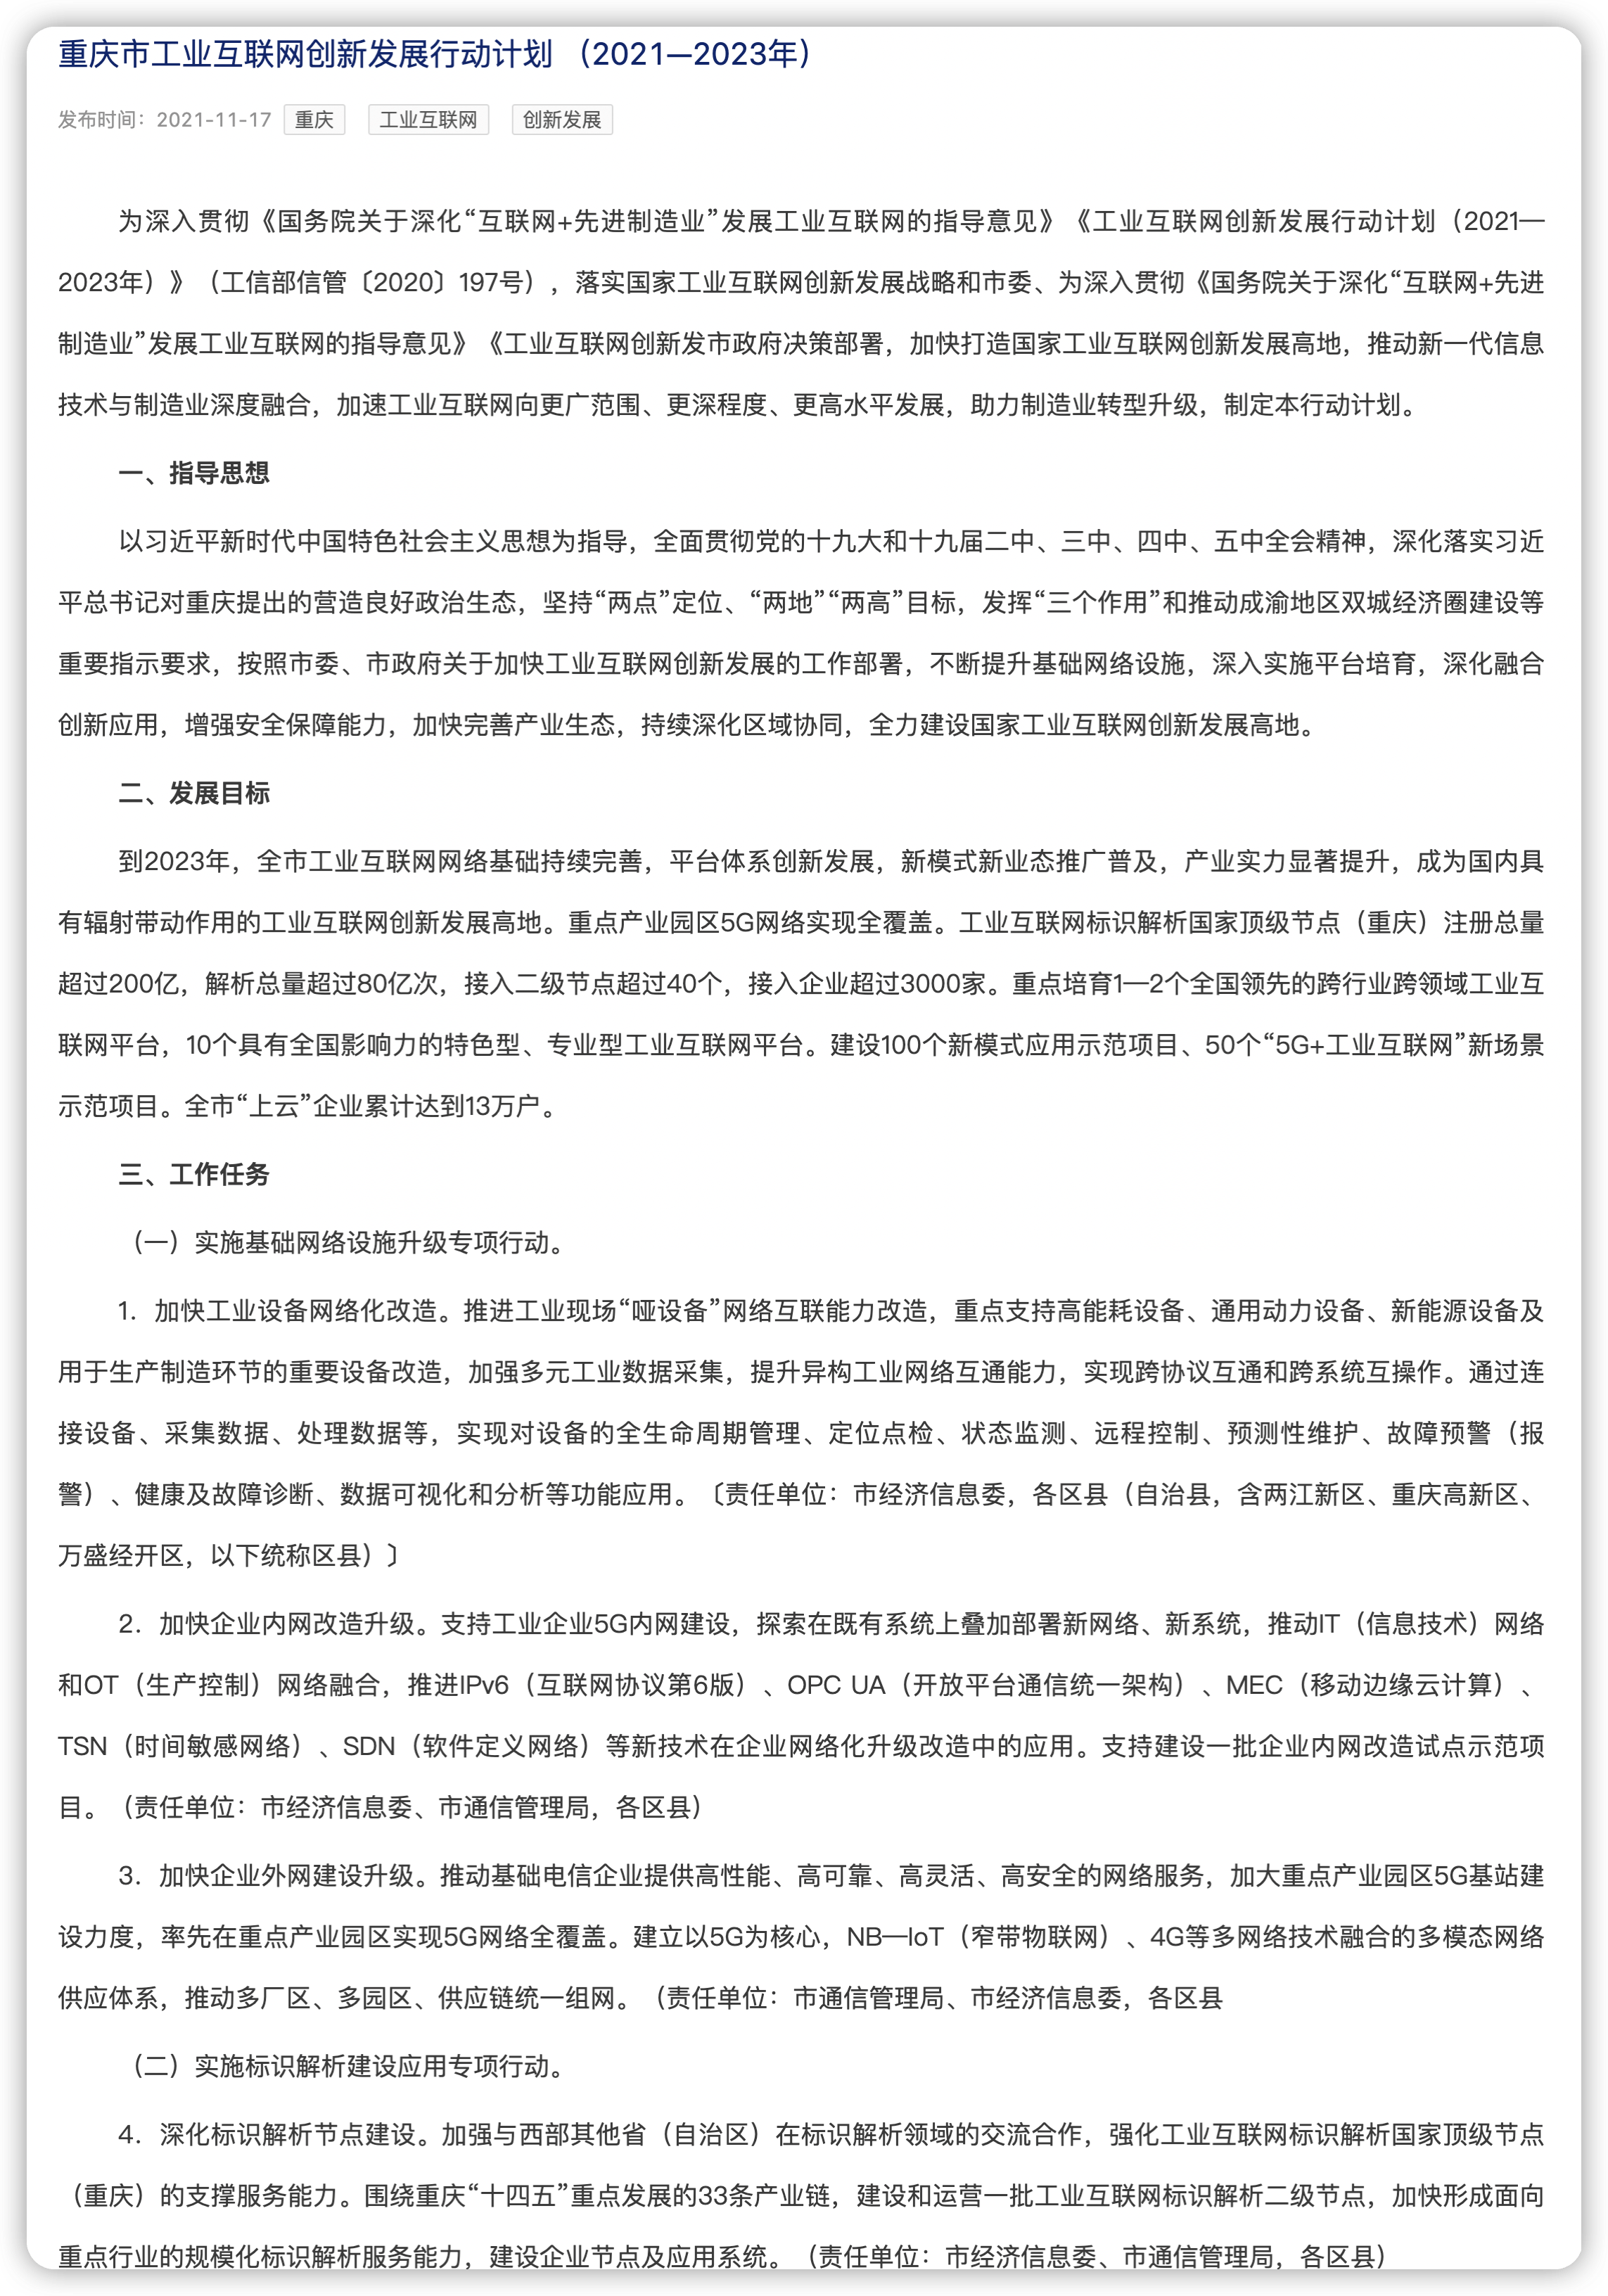 重庆市工业互联网创新发展行动计划 （2021—2023年）
发布时间：2021-11-17 重庆 工业互联网 创新发展
为深入贯彻《国务院关于深化“互联网+先进制造业”发展工业互联网的指导意见》《工业互联网创新发展行动计划（2021—
2023年）》（工信部信管〔2020〕197号），落实国家工业互联网创新发展战略和市委、为深入贯彻《国务院关于深化“互联网+先进
制造业”发展工业互联网的指导意见》《工业互联网创新发市政府决策部署，加快打造国家工业互联网创新发展高地，推动新一代信息
技术与制造业深度融合，加速工业互联网向更广范围、更深程度、更高水平发展，助力制造业转型升级，制定本行动计划。
一、指导思想
以习近平新时代中国特色社会主义思想为指导，全面贯彻党的十九大和十九届二中、三中、四中、五中全会精神，深化落实习近
平总书记对重庆提出的营造良好政治生态，坚持“两点”定位、“两地”“两高”目标，发挥“三个作用”和推动成渝地区双城经济圈建设等
重要指示要求，按照市委、市政府关于加快工业互联网创新发展的工作部署，不断提升基础网络设施，深入实施平台培育，深化融合
创新应用，增强安全保障能力，加快完善产业生态，持续深化区域协同，全力建设国家工业互联网创新发展高地。
二、发展目标
到2023年，全市工业互联网网络基础持续完善，平台体系创新发展，新模式新业态推广普及，产业实力显著提升，成为国内具
有辐射带动作用的工业互联网创新发展高地。重点产业园区5G网络实现全覆盖。工业互联网标识解析国家顶级节点（重庆）注册总量
超过200亿，解析总量超过80亿次，接入二级节点超过40个，接入企业超过3000家。重点培育1—2个全国领先的跨行业跨领域工业互
联网平台，10个具有全国影响力的特色型、专业型工业互联网平台。建设100个新模式应用示范项目、50个“5G+工业互联网”新场景
示范项目。全市“上云”企业累计达到13万户。
三、工作任务
（一）实施基础网络设施升级专项行动。
1．加快工业设备网络化改造。推进工业现场“哑设备”网络互联能力改造，重点支持高能耗设备、通用动力设备、新能源设备及
用于生产制造环节的重要设备改造，加强多元工业数据采集，提升异构工业网络互通能力，实现跨协议互通和跨系统互操作。通过连
接设备、采集数据、处理数据等，实现对设备的全生命周期管理、定位点检、状态监测、远程控制、预测性维护、故障预警（报
警）、健康及故障诊断、数据可视化和分析等功能应用。〔责任单位：市经济信息委，各区县（自治县，含两江新区、重庆高新区、
万盛经开区，以下统称区县）〕
2．加快企业内网改造升级。支持工业企业5G内网建设，探索在既有系统上叠加部署新网络、新系统，推动IT（信息技术）网络
和OT（生产控制）网络融合，推进IPv6（互联网协议第6版）、OPC UA（开放平台通信统一架构）、MEC（移动边缘云计算）、
TSN（时间敏感网络）、SDN（软件定义网络）等新技术在企业网络化升级改造中的应用。支持建设一批企业内网改造试点示范项
目。（责任单位：市经济信息委、市通信管理局，各区县）
3．加快企业外网建设升级。推动基础电信企业提供高性能、高可靠、高灵活、高安全的网络服务，加大重点产业园区5G基站建
设力度，率先在重点产业园区实现5G网络全覆盖。建立以5G为核心，NB—IoT（窄带物联网）、4G等多网络技术融合的多模态网络
供应体系，推动多厂区、多园区、供应链统一组网。（责任单位：市通信管理局、市经济信息委，各区县
（二）实施标识解析建设应用专项行动。
4．深化标识解析节点建设。加强与西部其他省（自治区）在标识解析领域的交流合作，强化工业互联网标识解析国家顶级节点
（重庆）的支撑服务能力。围绕重庆“十四五”重点发展的33条产业链，建设和运营一批工业互联网标识解析二级节点，加快形成面向
重点行业的规模化标识解析服务能力，建设企业节点及应用系统。（责任单位：市经济信息委、市通信管理局，各区县）